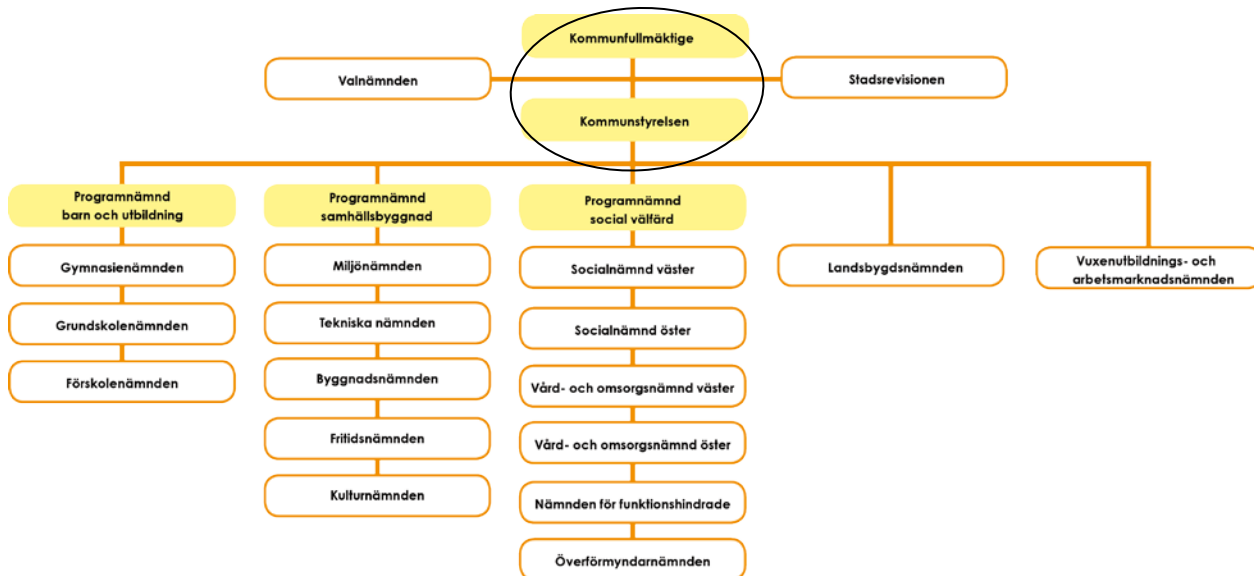 Kommunfullmäktige
Valnämnden
Stadsrevisionen
Kommunstyrelsen
Programnämnd
barn och utbildning
Gymnasienämnden
Grundskolenämnden
Förskolenämnden
Programnämnd
samhällsbyggnad
Miljönämnden
Tekniska nämnden
Byggnadsnämnden
Fritidsnämnden
Kulturnämnden
Programnämnd
social välfärd
Socialnämnd väster
Socialnämnd öster
Vård- och omsorgsnämnd väster
Vård- och omsorgsnämnd öster
Nämnden för funktionshindrade
Överförmyndarnämnden
Landsbygdsnämnden
Vuxenutbildnings- och
arbetsmarknadsnämnden